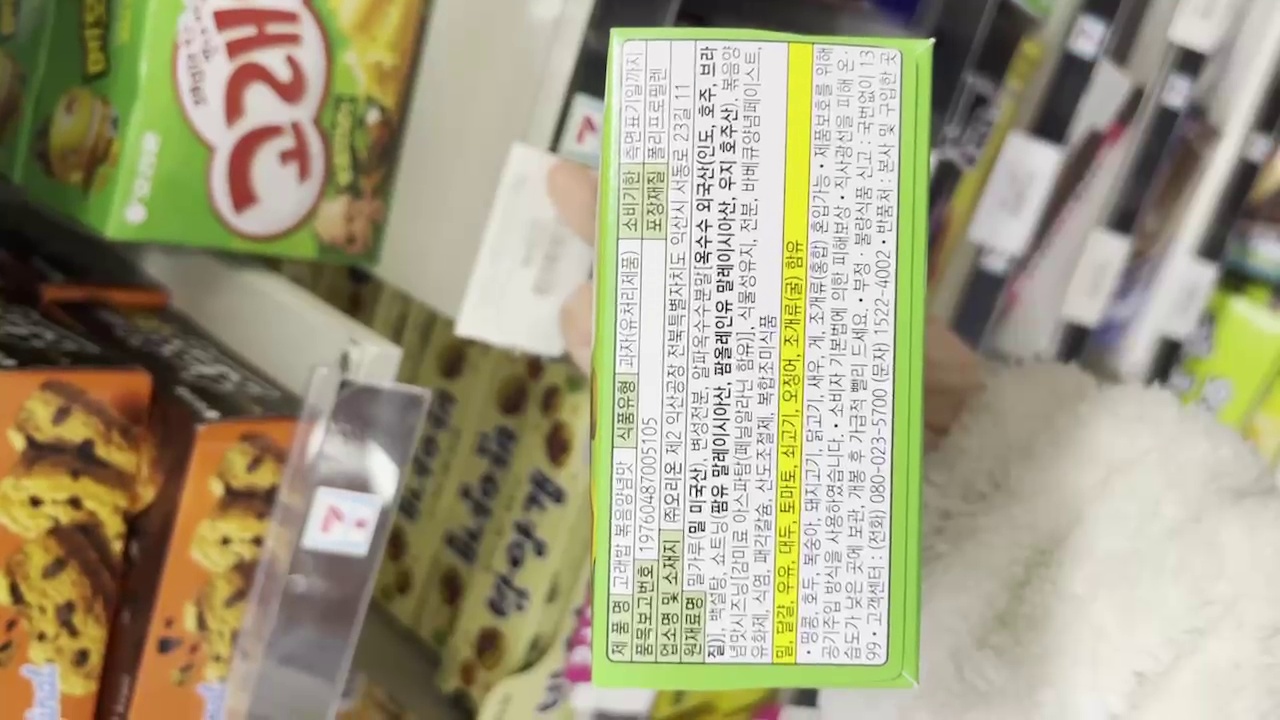 inal
오리온
고래
inal
7
밖앙갱
7
제 품 명 고래밥 볶음양념맛 식품유형 과자(유처리제품) 소비기한 측면표기일까지
품목보고번호 19760487005105 포장재질 폴리프로필렌
업소명 및 소재지 ㈜오리온 제2 익산공장 전북특별자치도 익산시 서동로 23길 11
원재료명 밀가루(밀 미국산), 변성전분, 알파옥수수분말[옥수수 외국산(인도, 호주, 브라
질)], 백설탕, 쇼트닝(팜유 말레이시아산, 팜올레인유 말레이시아산, 우지 호주산), 볶음양
념맛시즈닝[감미료 아스파탐(페닐알라닌 함유)], 식물성유지, 전분, 바베큐양념페이스트,
유화제, 식염, 패각칼슘, 산도조절제, 복합조미식품
밀, 달걀, 우유, 대두, 토마토, 쇠고기, 오징어, 조개류(굴) 함유
• 땅콩, 호두, 복숭아, 돼지고기, 닭고기, 새우, 게, 조개류(홍합) 혼입가능 • 제품보호를 위해
공기주입 방식을 사용하였습니다. • 소비자 기본법에 의한 피해보상 • 직사광선을 피해 온·
습도가 낮은 곳에 보관, 개봉 후 가급적 빨리 드세요. • 부정 · 불량식품 신고 : 국번없이 13
99 • 고객센터 : (전화) 080-023-5700 (문자) 1522-4002 • 반품처 : 본사 및 구입한 곳